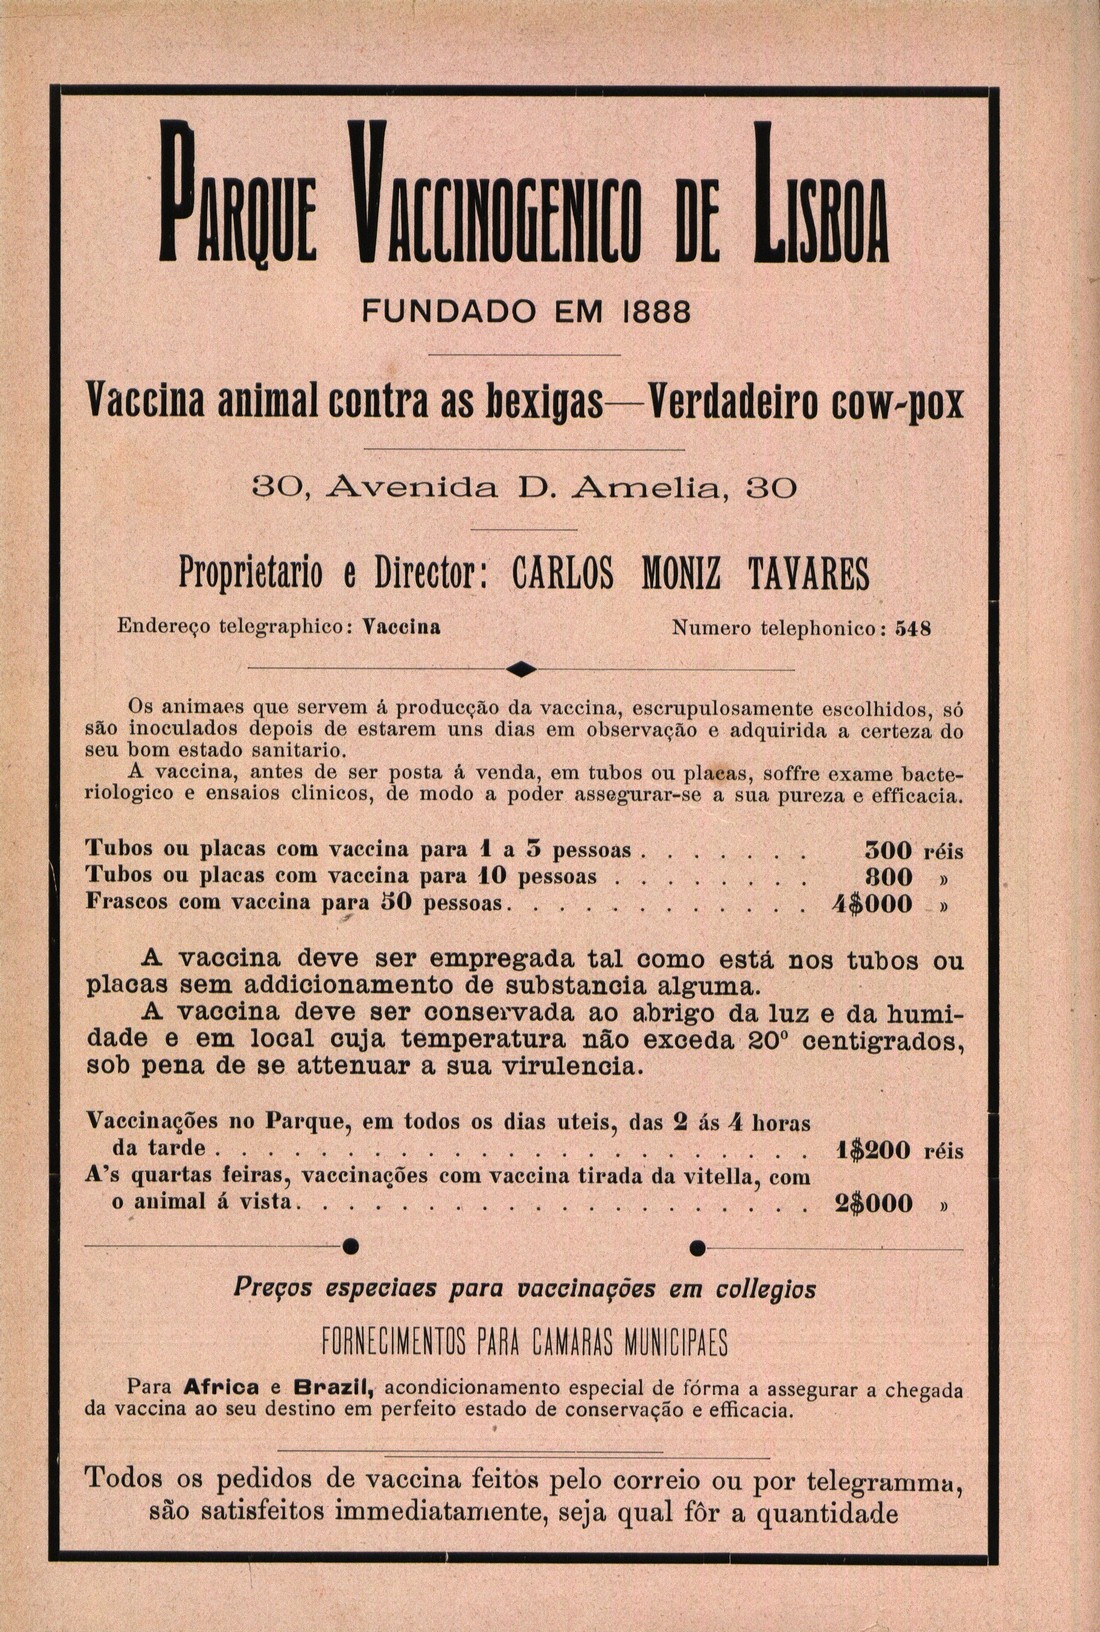 PARQUE VACCINOGENICO DE LISBOA
FUNDADO EM 1888
Vaccina animal contra as bexigas—Verdadeiro cow-pox
30, Avenida D. Amelia, 30
Proprietario e Director: CARLOS MONIZ TAVARES
Endereço telegraphico: Vaccina Numero telephonico: 548
Os animaes que servem á producção da vaccina, escrupulosamente escolhidos, só
são inoculados depois de estarem uns dias em observação e adquirida a certeza do
seu bom estado sanitario.
A vaccina, antes de ser posta á venda, em tubos ou placas, soffre exame bacte-
riologico e ensaios clinicos, de modo a poder assegurar-se a sua pureza e efficacia.
Tubos ou placas com vaccina para 1 a 3 pessoas . . . . . . . 300 réis
Tubos ou placas com vaccina para 10 pessoas . . . . . . . . 800 »
Frascos com vaccina para 50 pessoas. . . . . . . . . . . . 4$000 »
A vaccina deve ser empregada tal como está nos tubos ou
placas sem addicionamento de substancia alguma.
A vaccina deve ser conservada ao abrigo da luz e da humi-
dade e em local cuja temperatura não exceda 20º centigrados,
sob pena de se attenuar a sua virulencia.
Vaccinações no Parque, em todos os dias uteis, das 2 ás 4 horas
da tarde . . . . . . . . . . . . . . . . . . . . . . . 1$200 réis
A's quartas feiras, vaccinações com vaccina tirada da vitella, com
o animal á vista. . . . . . . . . . . . . . . . . . . . 2$000 »
Preços especiaes para vaccinações em collegios
FORNECIMENTOS PARA CAMARAS MUNICIPAES
Para Africa e Brazil, acondicionamento especial de fórma a assegurar a chegada
da vaccina ao seu destino em perfeito estado de conservação e efficacia.
Todos os pedidos de vaccina feitos pelo correio ou por telegramma,
são satisfeitos immediatamente, seja qual fôr a quantidade